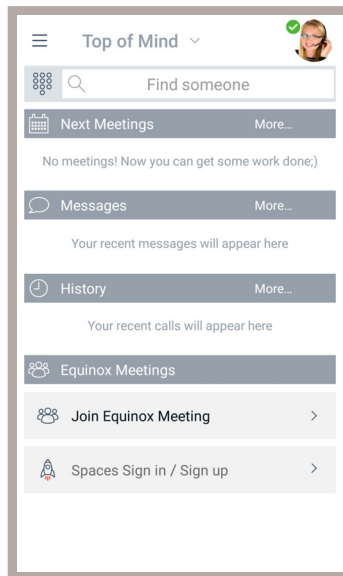 Top of Mind
Find someone
Next Meetings More...
No meetings! Now you can get some work done;)
Messages More...
Your recent messages will appear here
History More...
Your recent calls will appear here
Equinox Meetings
Join Equinox Meeting
Spaces Sign in / Sign up